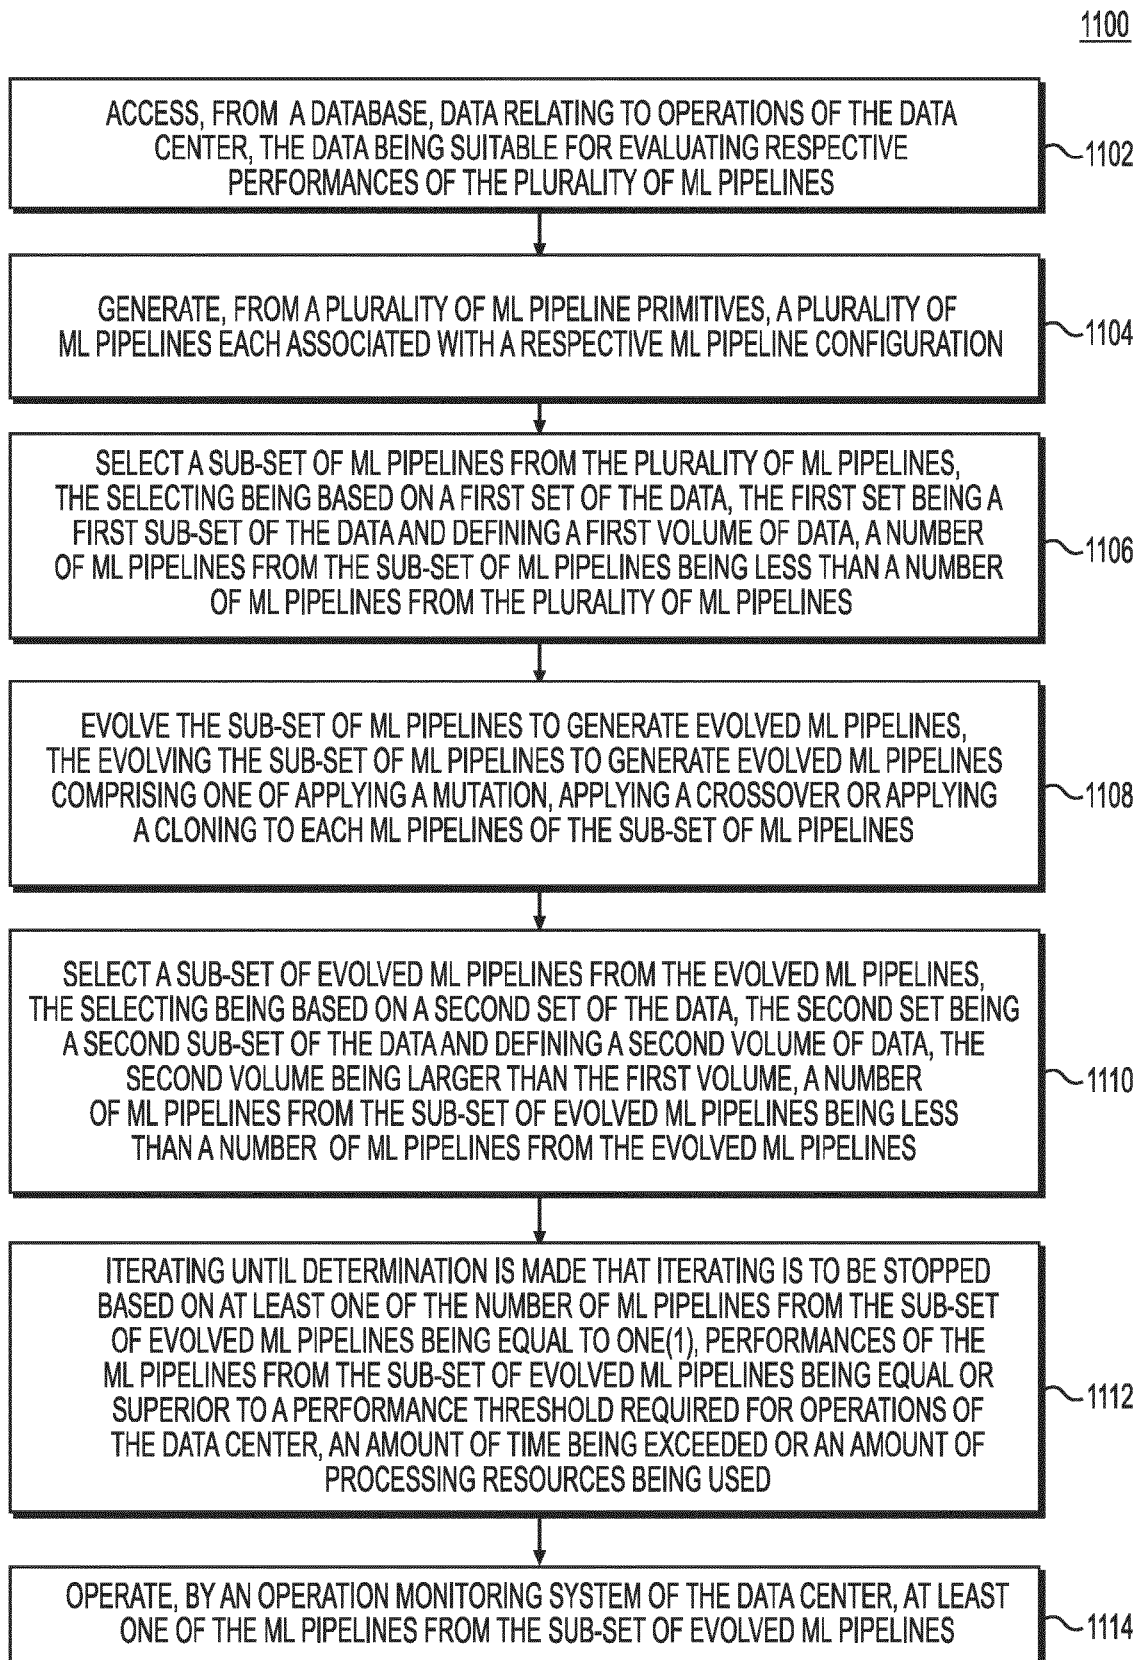 1100
ACCESS, FROM A DATABASE, DATA RELATING TO OPERATIONS OF THE DATA
CENTER, THE DATA BEING SUITABLE FOR EVALUATING RESPECTIVE
PERFORMANCES OF THE PLURALITY OF ML PIPELINES
1102
GENERATE, FROM A PLURALITY OF ML PIPELINE PRIMITIVES, A PLURALITY OF
ML PIPELINES EACH ASSOCIATED WITH A RESPECTIVE ML PIPELINE CONFIGURATION
1104
SELECT A SUB-SET OF ML PIPELINES FROM THE PLURALITY OF ML PIPELINES,
THE SELECTING BEING BASED ON A FIRST SET OF THE DATA, THE FIRST SET BEING A
FIRST SUB-SET OF THE DATA AND DEFINING A FIRST VOLUME OF DATA, A NUMBER
OF ML PIPELINES FROM THE SUB-SET OF ML PIPELINES BEING LESS THAN A NUMBER
OF ML PIPELINES FROM THE PLURALITY OF ML PIPELINES
1106
EVOLVE THE SUB-SET OF ML PIPELINES TO GENERATE EVOLVED ML PIPELINES,
THE EVOLVING THE SUB-SET OF ML PIPELINES TO GENERATE EVOLVED ML PIPELINES
COMPRISING ONE OF APPLYING A MUTATION, APPLYING A CROSSOVER OR APPLYING
A CLONING TO EACH ML PIPELINES OF THE SUB-SET OF ML PIPELINES
1108
SELECT A SUB-SET OF EVOLVED ML PIPELINES FROM THE EVOLVED ML PIPELINES,
THE SELECTING BEING BASED ON A SECOND SET OF THE DATA, THE SECOND SET BEING
A SECOND SUB-SET OF THE DATA AND DEFINING A SECOND VOLUME OF DATA, THE
SECOND VOLUME BEING LARGER THAN THE FIRST VOLUME, A NUMBER
OF ML PIPELINES FROM THE SUB-SET OF EVOLVED ML PIPELINES BEING LESS
THAN A NUMBER OF ML PIPELINES FROM THE EVOLVED ML PIPELINES
1110
ITERATING UNTIL DETERMINATION IS MADE THAT ITERATING IS TO BE STOPPED
BASED ON AT LEAST ONE OF THE NUMBER OF ML PIPELINES FROM THE SUB-SET
OF EVOLVED ML PIPELINES BEING EQUAL TO ONE(1), PERFORMANCES OF THE
ML PIPELINES FROM THE SUB-SET OF EVOLVED ML PIPELINES BEING EQUAL OR
SUPERIOR TO A PERFORMANCE THRESHOLD REQUIRED FOR OPERATIONS OF
THE DATA CENTER, AN AMOUNT OF TIME BEING EXCEEDED OR AN AMOUNT OF
PROCESSING RESOURCES BEING USED
1112
OPERATE, BY AN OPERATION MONITORING SYSTEM OF THE DATA CENTER, AT LEAST
ONE OF THE ML PIPELINES FROM THE SUB-SET OF EVOLVED ML PIPELINES
1114